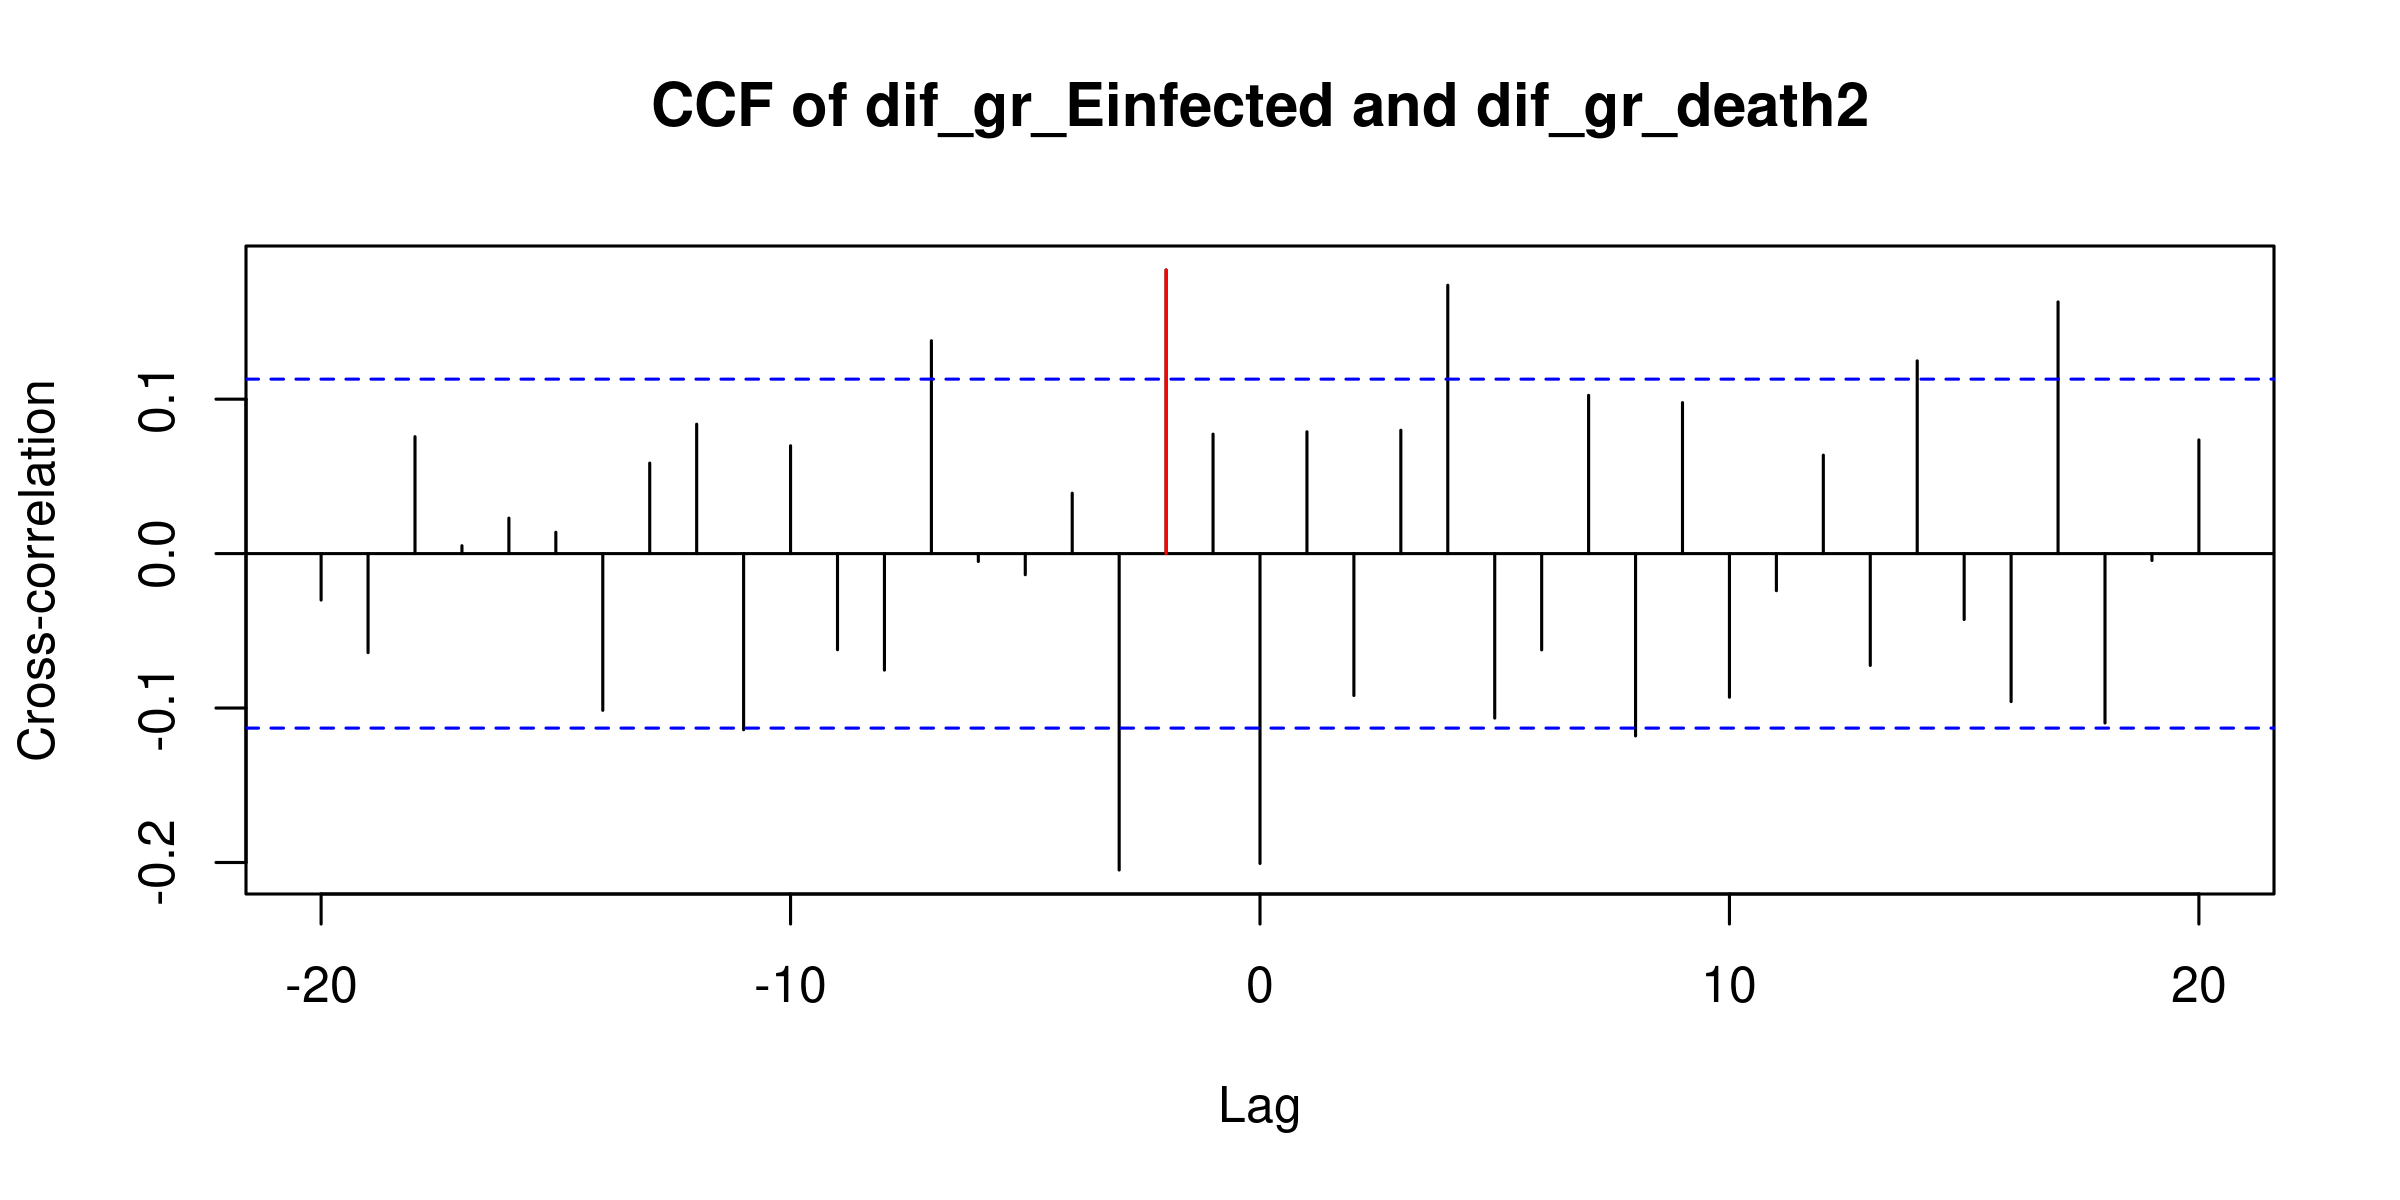 CCF of dif_gr_Einfected and dif_gr_death2
Cross-correlation
0.1
0.0
-0.1
-0.2
-20 -10 0 10 20
Lag